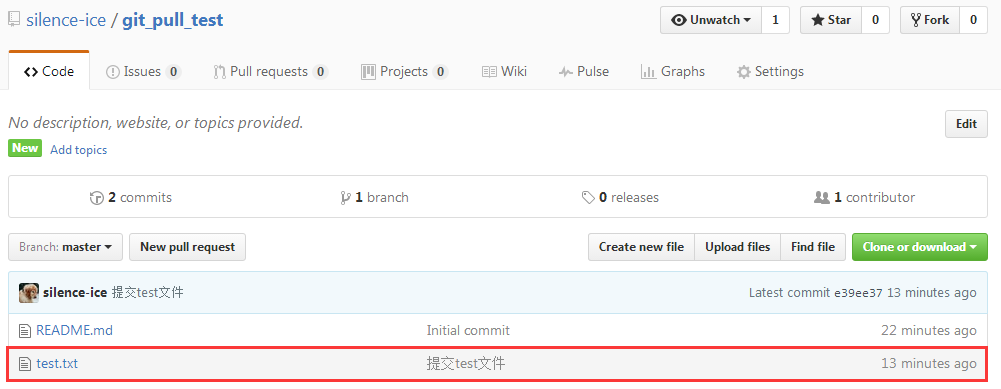 silence-ice / git_pull_test Unwatch 1 Star 0 Fork 0
Code Issues 0 Pull requests 0 Projects 0 Wiki Pulse Graphs Settings
No description, website, or topics provided. Edit
New Add topics
2 commits 1 branch 0 releases 1 contributor
Branch: master New pull request Create new file Upload files Find file Clone or download
silence-ice 提交test文件 Latest commit e39ee37 13 minutes ago
README.md Initial commit 22 minutes ago
test.txt 提交test文件 13 minutes ago